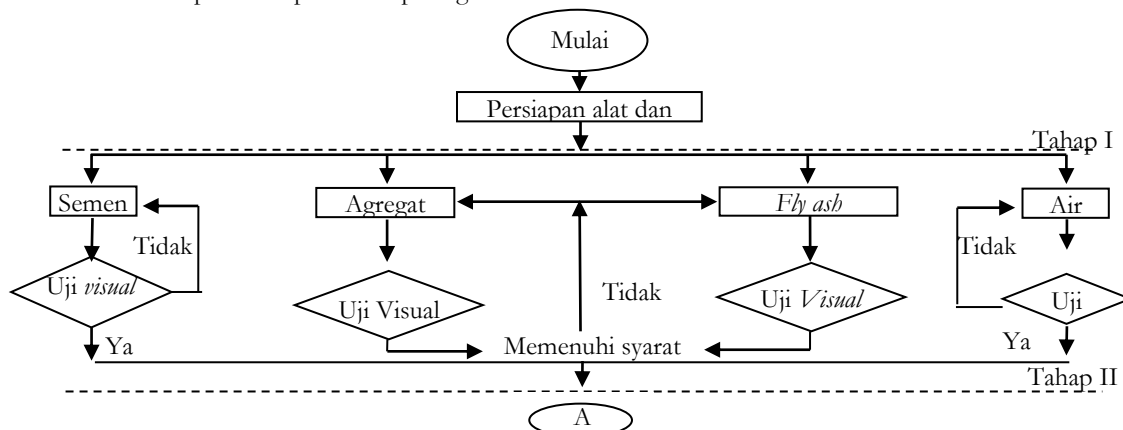 Mulai
Persiapan alat dan
Tahap I
Semen
Agregat
Fly ash
Air
Tidak
Tidak
Uji visual
Uji Visual
Tidak
Uji Visual
Uji
Ya
Memenuhi syarat
Ya
Tahap II
A